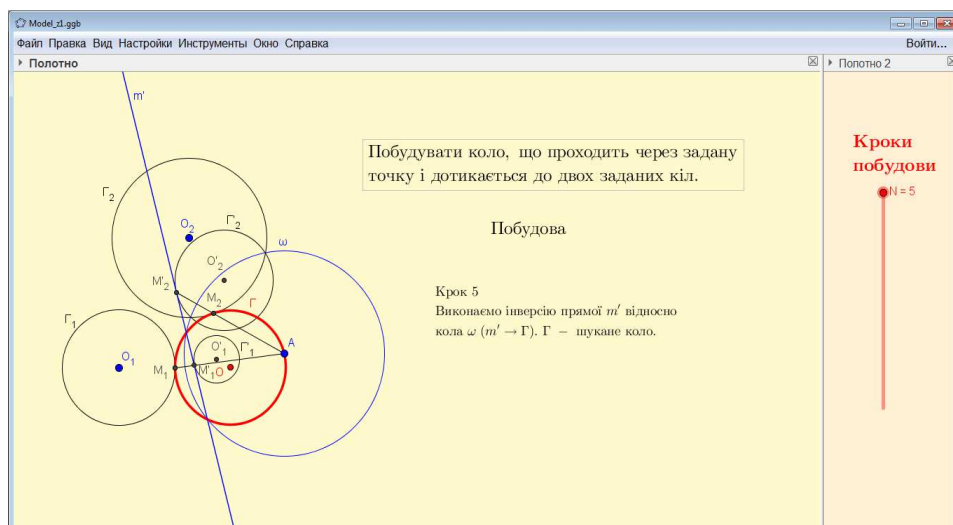 Model_z1.ggb
Файл Правка Вид Настройки Инструменты Окно Справка
Войти...
Полотно
Полотно 2
m'
Побудувати коло, що проходить через задану
точку і дотикається до двох заданих кіл.
Кроки
побудови
N = 5
Γ₂
O₂
Γ'₂
ω
Побудова
O'₂
M'₂
M₂
Γ
Крок 5
Виконаємо інверсію прямої m′ відносно
кола ω (m′ → Γ). Γ − шукане коло.
Γ₁
O'₁
Γ'₁
A
O₁
M₁
M'₁
O